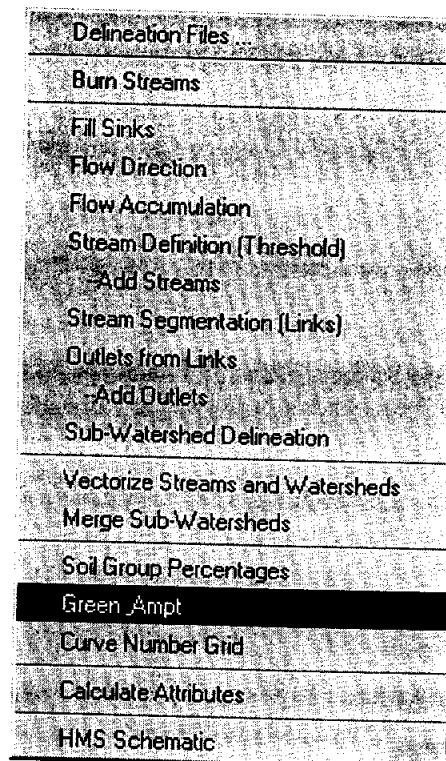 Delineation Files ...
Burn Streams
Fill Sinks
Flow Direction
Flow Accumulation
Stream Definition (Threshold)
-Add Streams
Stream Segmentation (Links)
Outlets from Links
-Add Outlets
Sub-Watershed Delineation
Vectorize Streams and Watersheds
Merge Sub-Watersheds
Soil Group Percentages
Green_Ampt
Curve Number Grid
Calculate Attributes
HMS Schematic